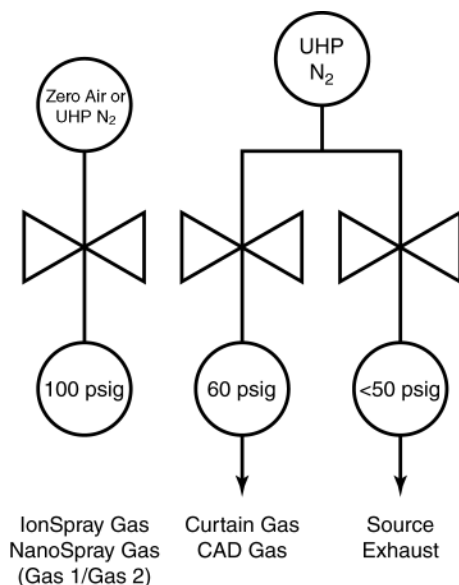 UHP
N₂
Zero Air or
UHP N₂
100 psig
60 psig
<50 psig
IonSpray Gas
NanoSpray Gas
(Gas 1/Gas 2)
Curtain Gas
CAD Gas
Source
Exhaust